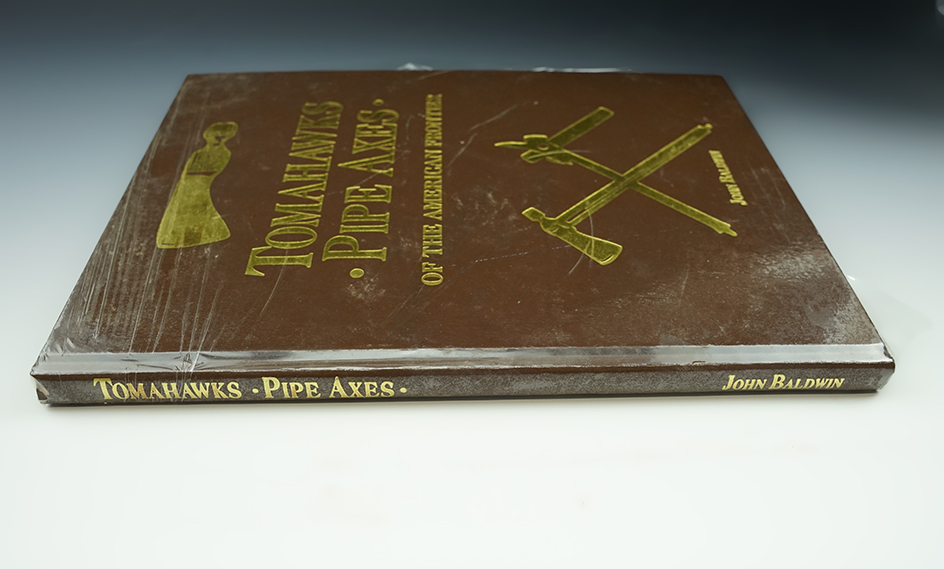 TOMAHAWKS
·PIPE AXES·
OF THE AMERICAN FRONTIER
JOHN BALDWIN
TOMAHAWKS ·PIPE AXES· JOHN BALDWIN